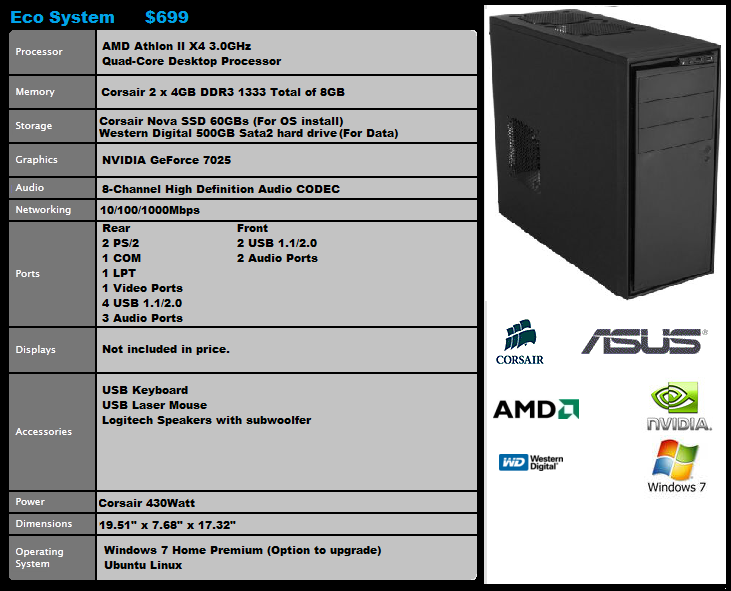 Eco System $699
Processor
AMD Athlon II X4 3.0GHz
Quad-Core Desktop Processor
Memory
Corsair 2 x 4GB DDR3 1333 Total of 8GB
Storage
Corsair Nova SSD 60GBs (For OS install)
Western Digital 500GB Sata2 hard drive (For Data)
Graphics
NVIDIA GeForce 7025
Audio
8-Channel High Definition Audio CODEC
Networking
10/100/1000Mbps
Ports
Rear Front
2 PS/2 2 USB 1.1/2.0
1 COM 2 Audio Ports
1 LPT
1 Video Ports
4 USB 1.1/2.0
3 Audio Ports
Displays
Not included in price.
Accessories
USB Keyboard
USB Laser Mouse
Logitech Speakers with subwoolfer
Power
Corsair 430Watt
Dimensions
19.51" x 7.68" x 17.32"
Operating
System
Windows 7 Home Premium (Option to upgrade)
Ubuntu Linux
CORSAIR
ASUS®
AMD
NVIDIA.
WD Western
Digital®
Windows 7